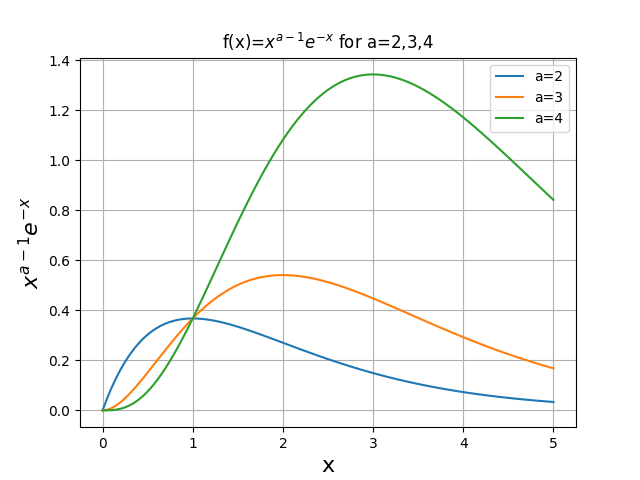 f(x)=$x^{a-1}e^{-x}$ for a=2,3,4
a=2
a=3
a=4
1.4
1.2
1.0
0.8
0.6
0.4
0.2
0.0
$x^{a-1}e^{-x}$
0 1 2 3 4 5
x